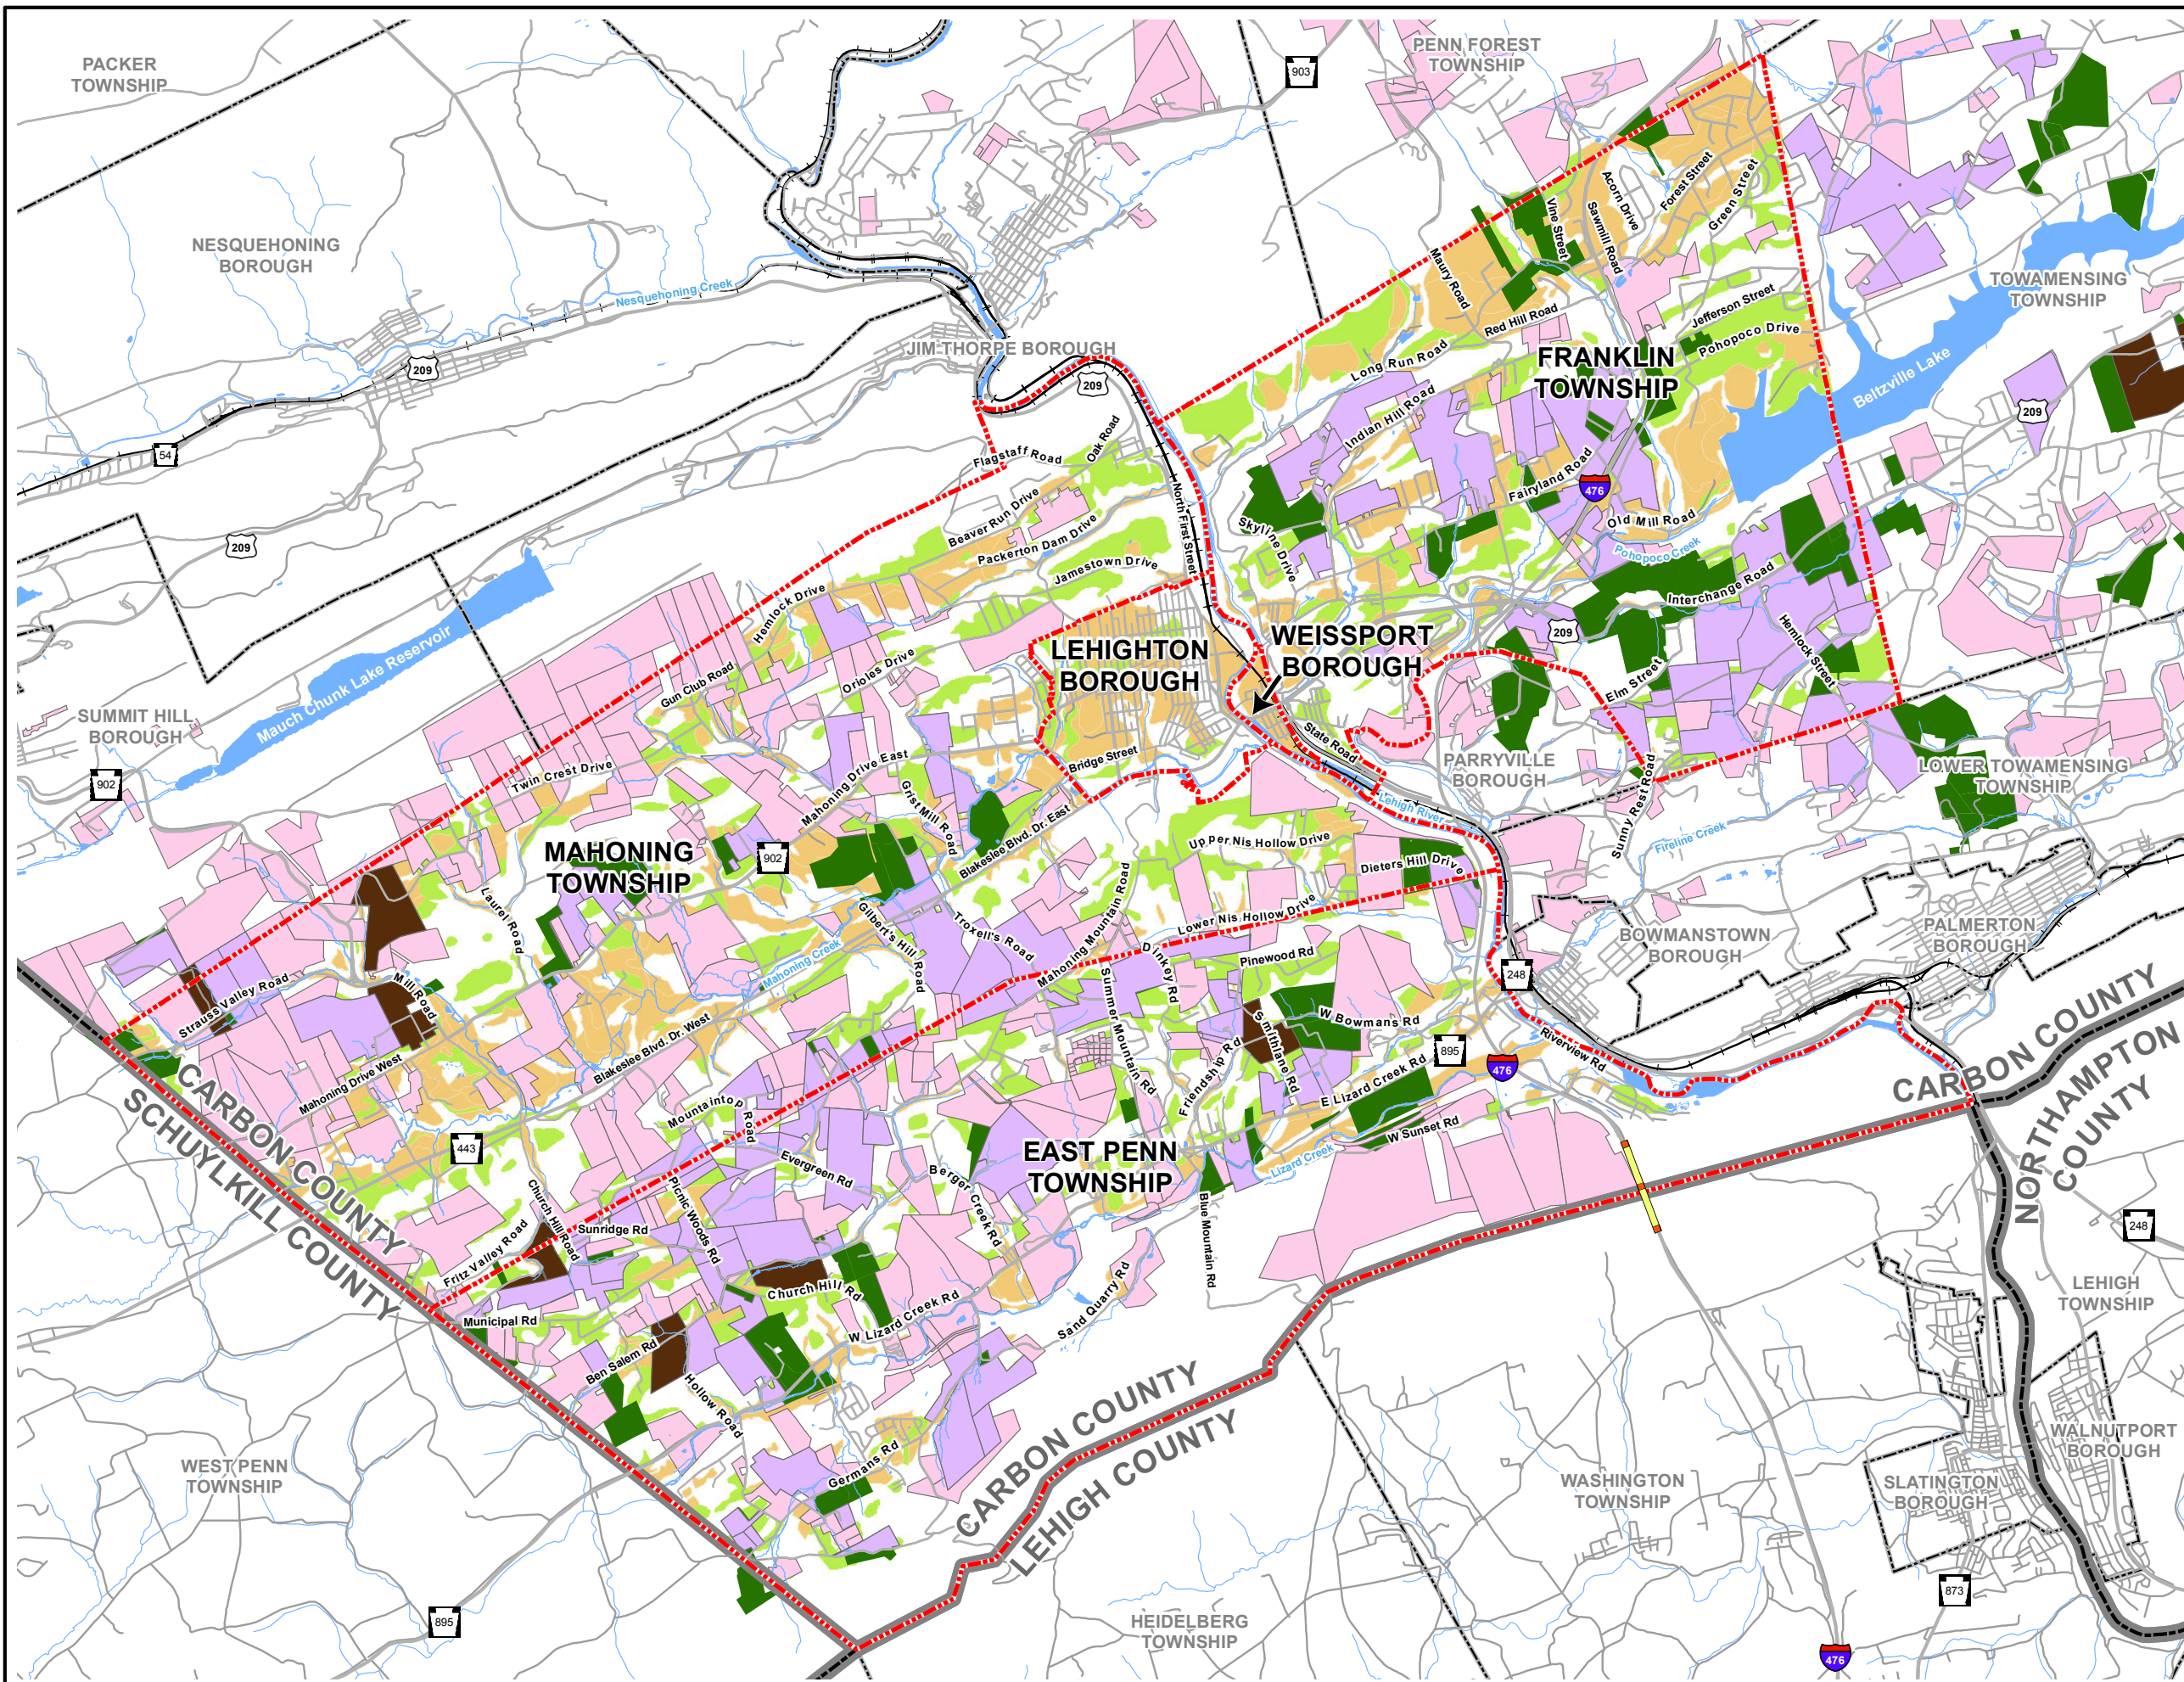 PACKER
TOWNSHIP
903
PENN FOREST
TOWNSHIP
NESQUEHONING
BOROUGH
Nesquehoning Creek
209
54
209
JIM THORPE BOROUGH
209
Flagstaff Road
Oak Road
North First Street
Beaver Run Drive
Packerton Dam Drive
Jamestown Drive
Vine Street
Acorn Drive
Sawmill Road
Forest Street
Green Street
Maury Road
Red Hill Road
Jefferson Street
Pohopoco Drive
Long Run Road
FRANKLIN
TOWNSHIP
Indian Hill Road
Fairyland Road
476
Old Mill Road
Pohopoco Creek
Skyline Drive
Interchange Road
209
Hemlock Street
Elm Street
TOWAMENSING
TOWNSHIP
Beltzville Lake
209
Mauch Chunk Lake Reservoir
SUMMIT HILL
BOROUGH
902
Hemlock Drive
Gun Club Road
Orioles Drive
Twin Crest Drive
LEHIGHTON
BOROUGH
WEISSPORT
BOROUGH
Bridge Street
State Road
Lehigh River
PARRYVILLE
BOROUGH
Sunny Rest Road
Fireline Creek
LOWER TOWAMENSING
TOWNSHIP
Mahoning Drive East
Grist Mill Road
Blakeslee Blvd. Dr. East
MAHONING
TOWNSHIP
902
Laurel Road
Upper Nis Hollow Drive
Dieters Hill Drive
Lower Nis Hollow Drive
Gilbert's Hill Road
Troxell's Road
Mahoning Mountain Road
Mahoning Creek
Dinkey Rd
Pinewood Rd
Summer Mountain Rd
BOWMANSTOWN
BOROUGH
PALMERTON
BOROUGH
248
Strauss Valley Road
Mill Road
Mahoning Drive West
Blakeslee Blvd. Dr. West
443
Mountaintop Road
Evergreen Rd
Friendship Rd
Smithlane Rd
W Bowmans Rd
895
476
Riverview Rd
E Lizard Creek Rd
W Sunset Rd
Lizard Creek
EAST PENN
TOWNSHIP
Berger Creek Rd
Blue Mountain Rd
Church Hill Road
Picnic Woods Rd
Sunridge Rd
Fritz Valley Road
Municipal Rd
Church Hill Rd
W Lizard Creek Rd
Sand Quarry Rd
Ben Salem Rd
Hollow Road
Germans Rd
CARBON COUNTY
SCHUYLKILL COUNTY
CARBON COUNTY
LEHIGH COUNTY
CARBON COUNTY
NORTHAMPTON
COUNTY
248
LEHIGH
TOWNSHIP
WALNUTPORT
BOROUGH
SLATINGTON
BOROUGH
WASHINGTON
TOWNSHIP
873
476
HEIDELBERG
TOWNSHIP
WEST PENN
TOWNSHIP
895